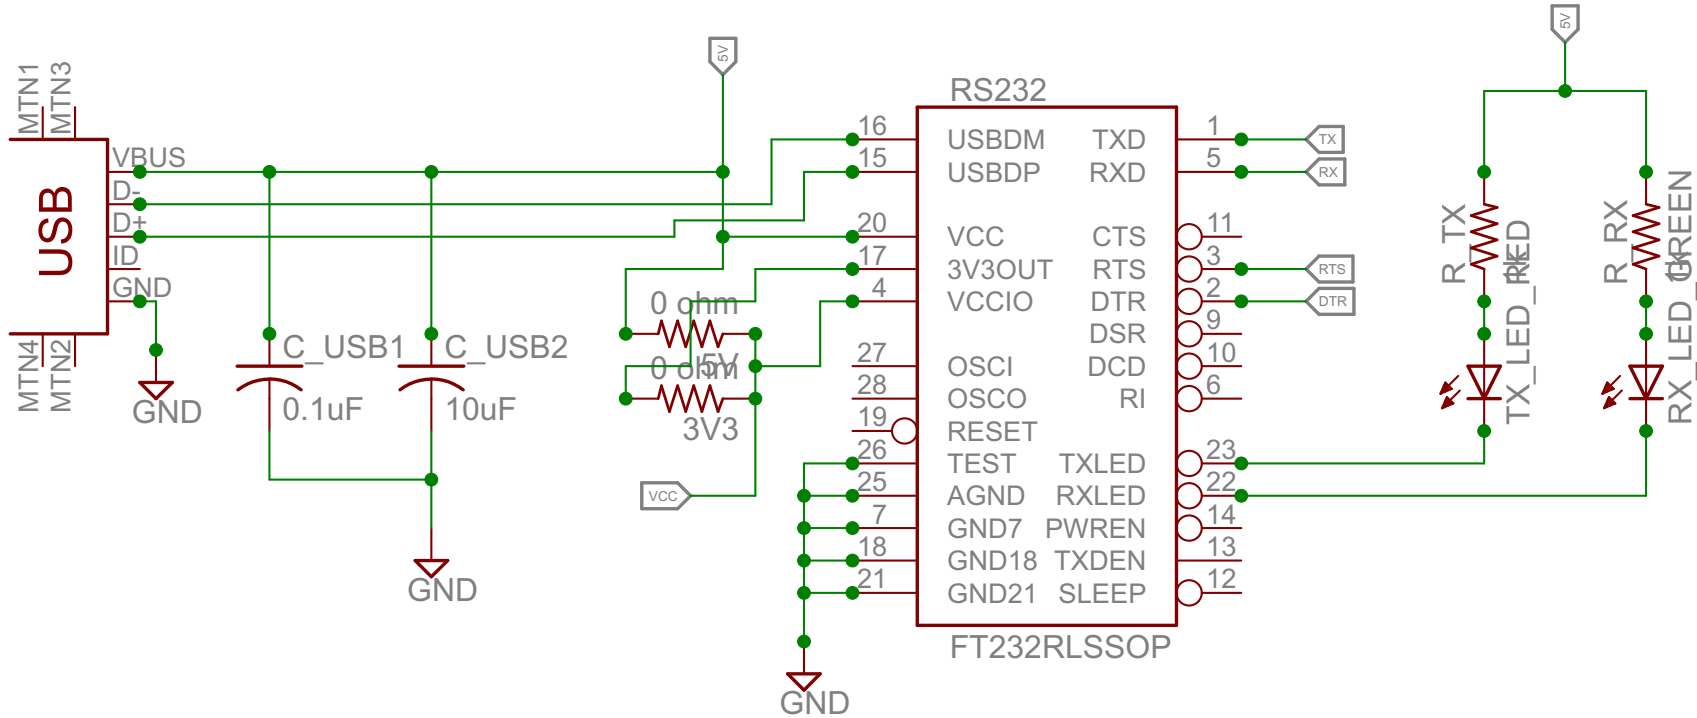 MTN1
MTN3
USB
VBUS
D-
D+
ID
GND
MTN4
MTN2
GND
C_USB1
0.1uF
C_USB2
10uF
GND
5V
0 ohm
5V
0 ohm
3V3
VCC
RS232
16 USBDM TXD 1
15 USBDP RXD 5
20 VCC CTS 11
17 3V3OUT RTS 3
4 VCCIO DTR 2
DSR 9
27 OSCI DCD 10
28 OSCO RI 6
19 RESET
26 TEST TXLED 23
25 AGND RXLED 22
7 GND7 PWREN 14
18 GND18 TXDEN 13
21 GND21 SLEEP 12
FT232RLSSOP
GND
TX
RX
RTS
DTR
5V
R_TX
1k
TX_LED_RED
R_RX
1k
RX_LED_GREEN